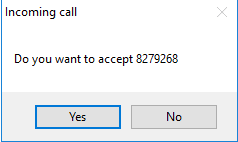 Incoming call
Do you want to accept 8279268
Yes
No